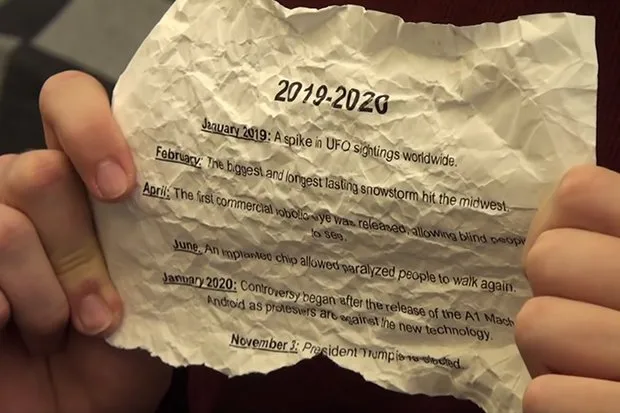 2019-2020
January 2019: A spike in UFO sightings worldwide.
February: The biggest and longest lasting snowstorm hit the midwest.
April: The first commercial robotic eye was released, allowing blind people
to see.
June: An implanted chip allowed paralyzed people to walk again.
January 2020: Controversy began after the release of the A1 Mach
Android as protesters are against the new technology.
November 3: President Trump is